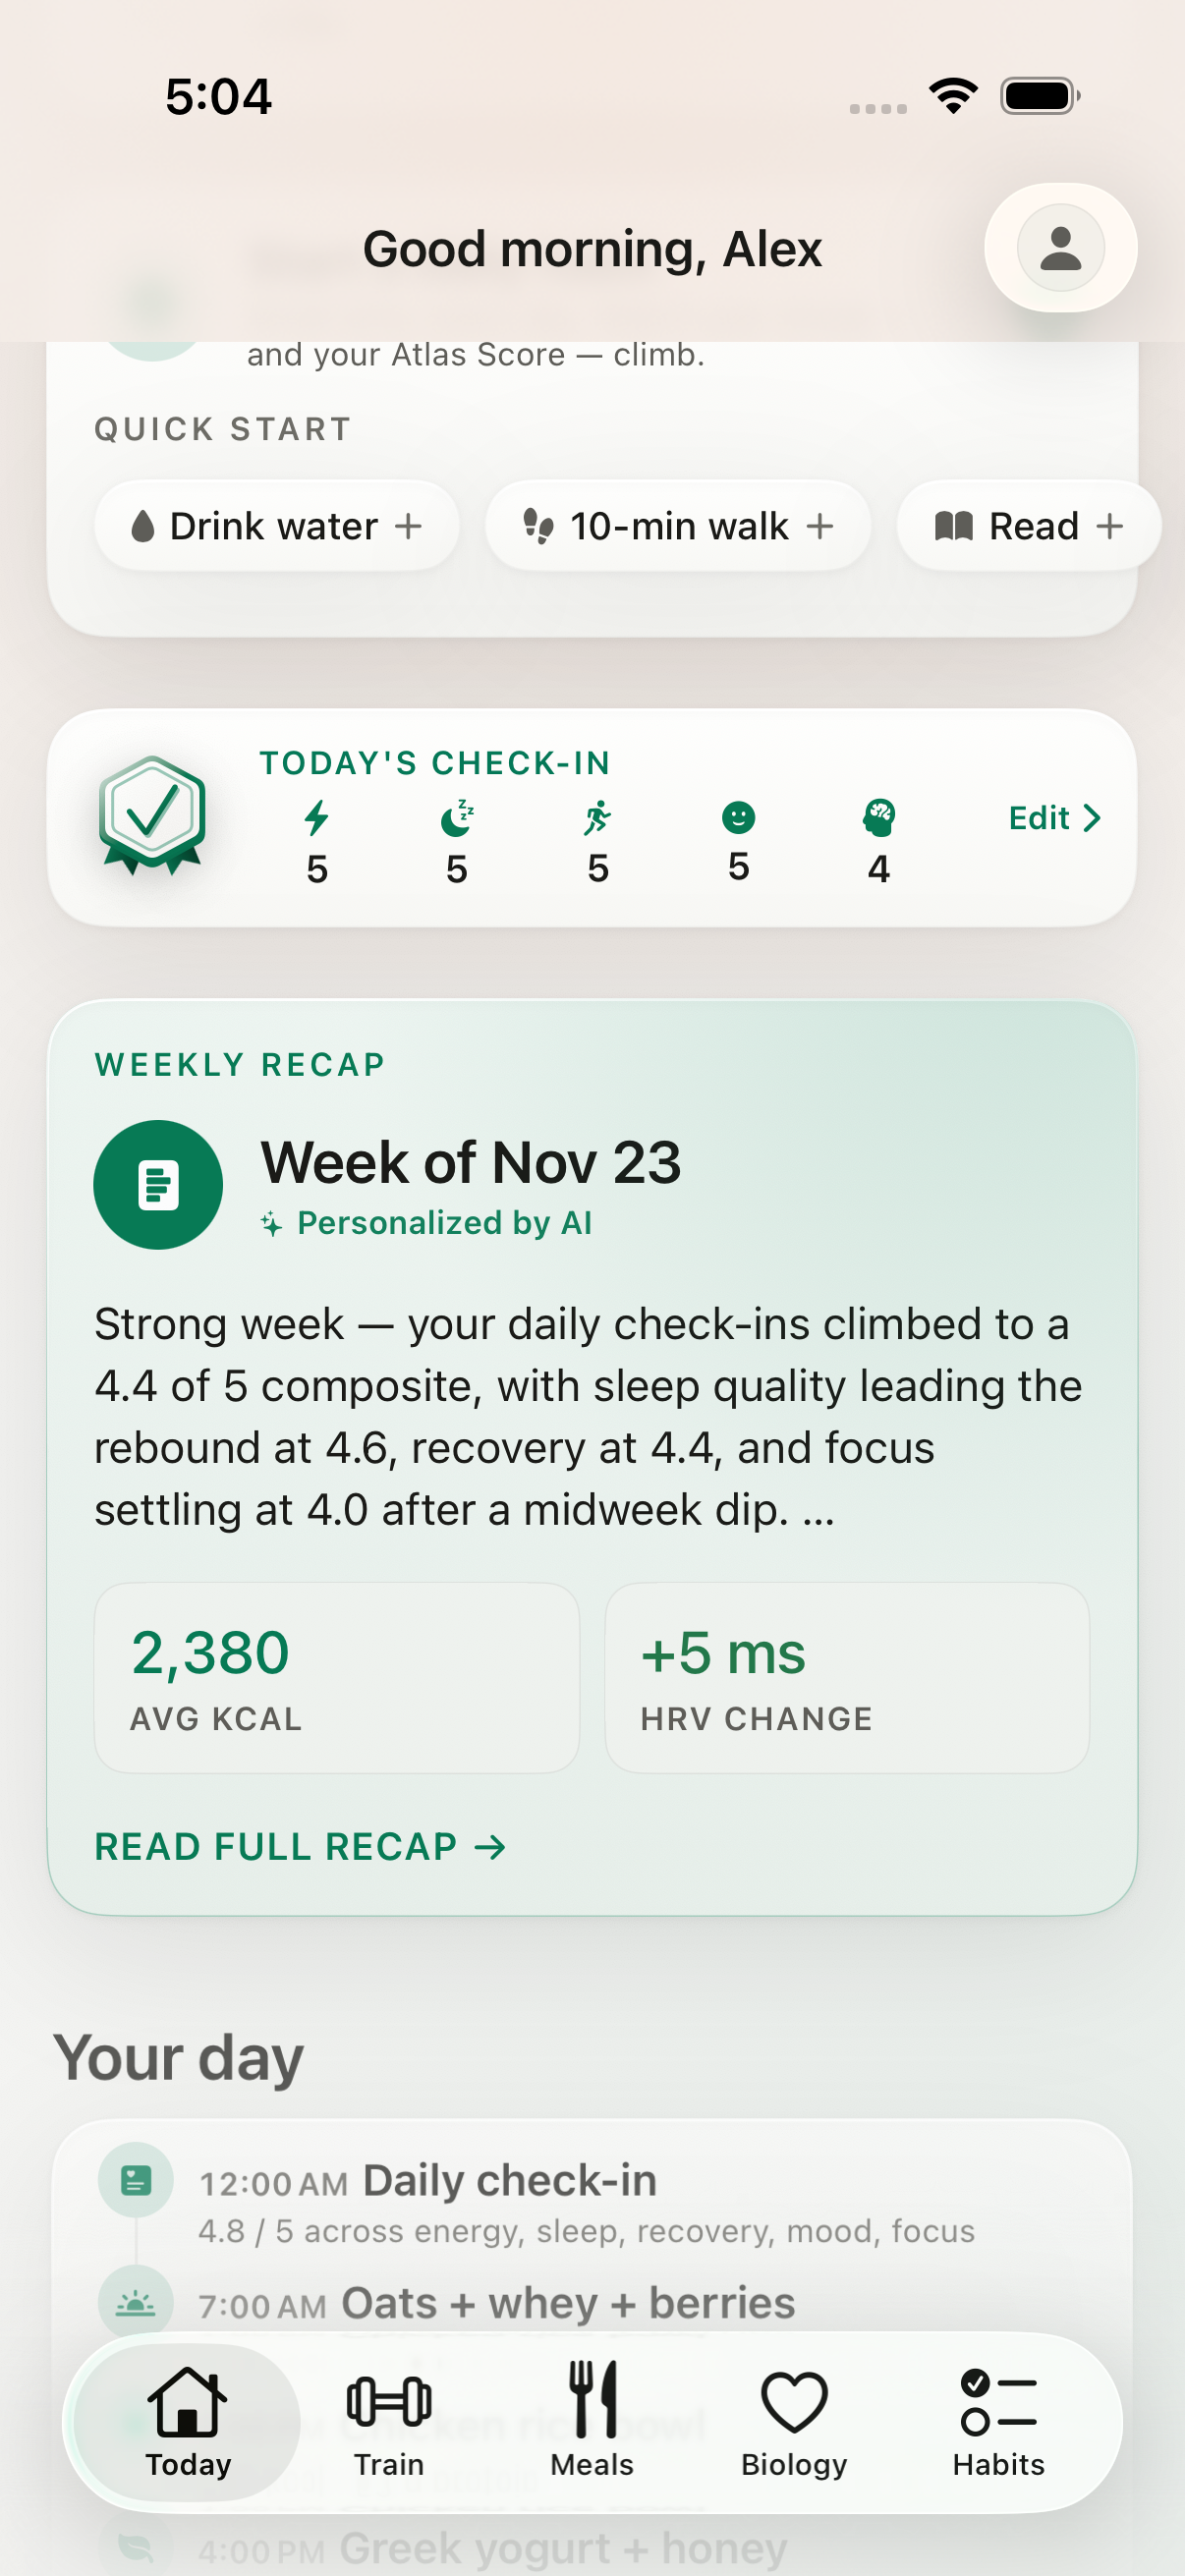 5:04
Good morning, Alex
and your Atlas Score — climb.
QUICK START
Drink water +
10-min walk +
Read +
TODAY'S CHECK-IN
5 5 5 5 4
Edit
WEEKLY RECAP
Week of Nov 23
Personalized by AI
Strong week — your daily check-ins climbed to a
4.4 of 5 composite, with sleep quality leading the
rebound at 4.6, recovery at 4.4, and focus
settling at 4.0 after a midweek dip. ...
2,380
AVG KCAL
+5 ms
HRV CHANGE
READ FULL RECAP →
Your day
12:00 AM Daily check-in
4.8 / 5 across energy, sleep, recovery, mood, focus
7:00 AM Oats + whey + berries
Chicken rice bowl
Today
Train
Meals
Biology
Habits
4:00 PM Greek yogurt + honey